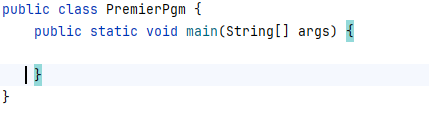 public class PremierPgm {
    public static void main(String[] args) {
    }
}